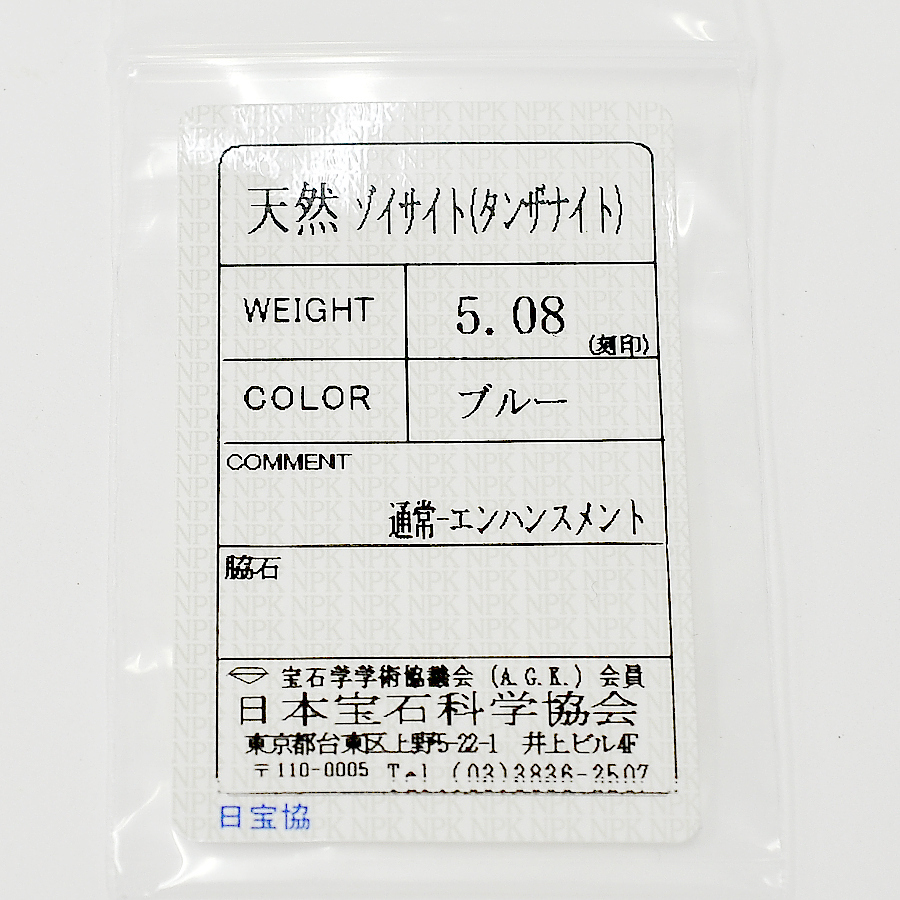 天然 ゾイサイト(タンザナイト)
WEIGHT 5.08 (刻印)
COLOR ブルー
COMMENT
通常-エンハンスメント
脇石
宝石学学術協議会 (A.G.K.) 会員
日本宝石科学協会
東京都台東区上野5-22-1 井上ビル4F
〒110-0005 Tel (03)3836-2507
日宝協